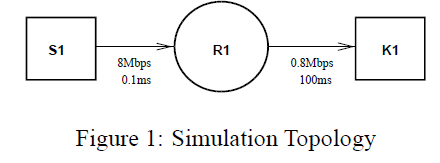 S1
R1
K1
8Mbps
0.1ms
0.8Mbps
100ms
Figure 1: Simulation Topology